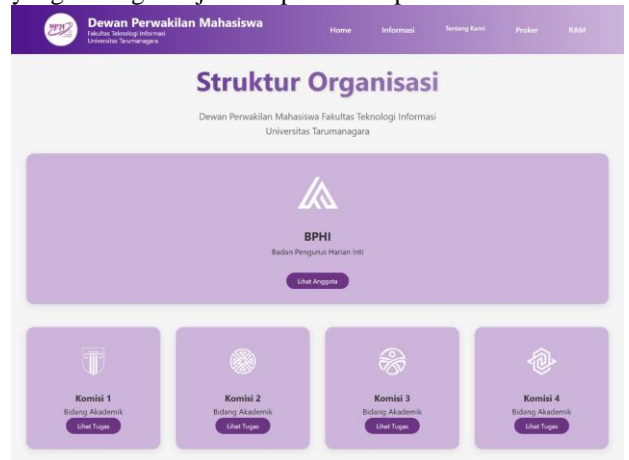 Dewan Perwakilan Mahasiswa
Fakultas Teknologi Informasi
Universitas Tarumanagara
Home Informasi Tentang Kami Proker RAM
Struktur Organisasi
Dewan Perwakilan Mahasiswa Fakultas Teknologi Informasi
Universitas Tarumanagara
BPHI
Badan Pengurus Harian Inti
Lihat Anggota
Komisi 1
Bidang Akademik
Lihat Tugas
Komisi 2
Bidang Akademik
Lihat Tugas
Komisi 3
Bidang Akademik
Lihat Tugas
Komisi 4
Bidang Akademik
Lihat Tugas